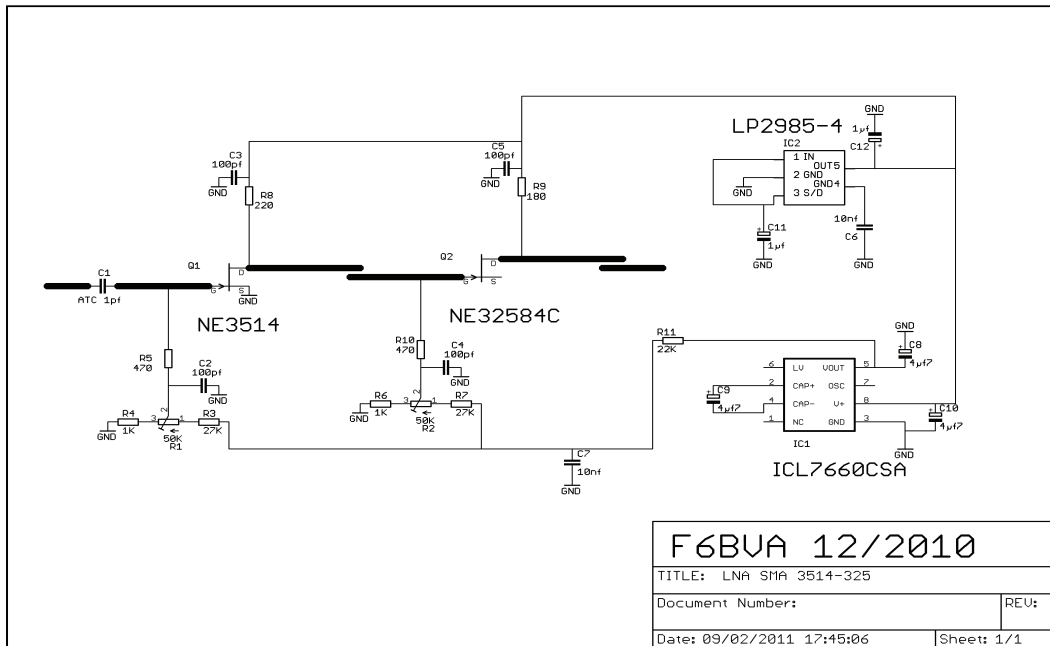 GND
LP2985-4
1µf
C12
+
IC2
1 IN
OUT5
2 GND
GND4
3 S/D
GND
C11
1µf
GND
10nf
C6
GND
C3
100pf
GND
R8
220
C5
100pf
GND
R9
180
Q1
D
G
S
GND
C1
ATC 1pf
NE3514
Q2
D
G
S
NE32584C
R5
470
C2
100pf
GND
R4
1K
GND
3
2
1
50K
R1
R3
27K
R10
470
C4
100pf
GND
R6
1K
GND
3
2
1
50K
R2
R7
27K
C7
10nf
GND
R11
22K
GND
C8
4µf7
+
6 LV VOUT 5
2 CAP+ OSC 7
4 CAP- V+ 8
1 NC GND 3
IC1
C9
4µf7
+
C10
4µf7
+
GND
ICL7660CSA
F6BVA 12/2010
TITLE: LNA SMA 3514-325
Document Number:
REV:
Date: 09/02/2011 17:45:06
Sheet: 1/1